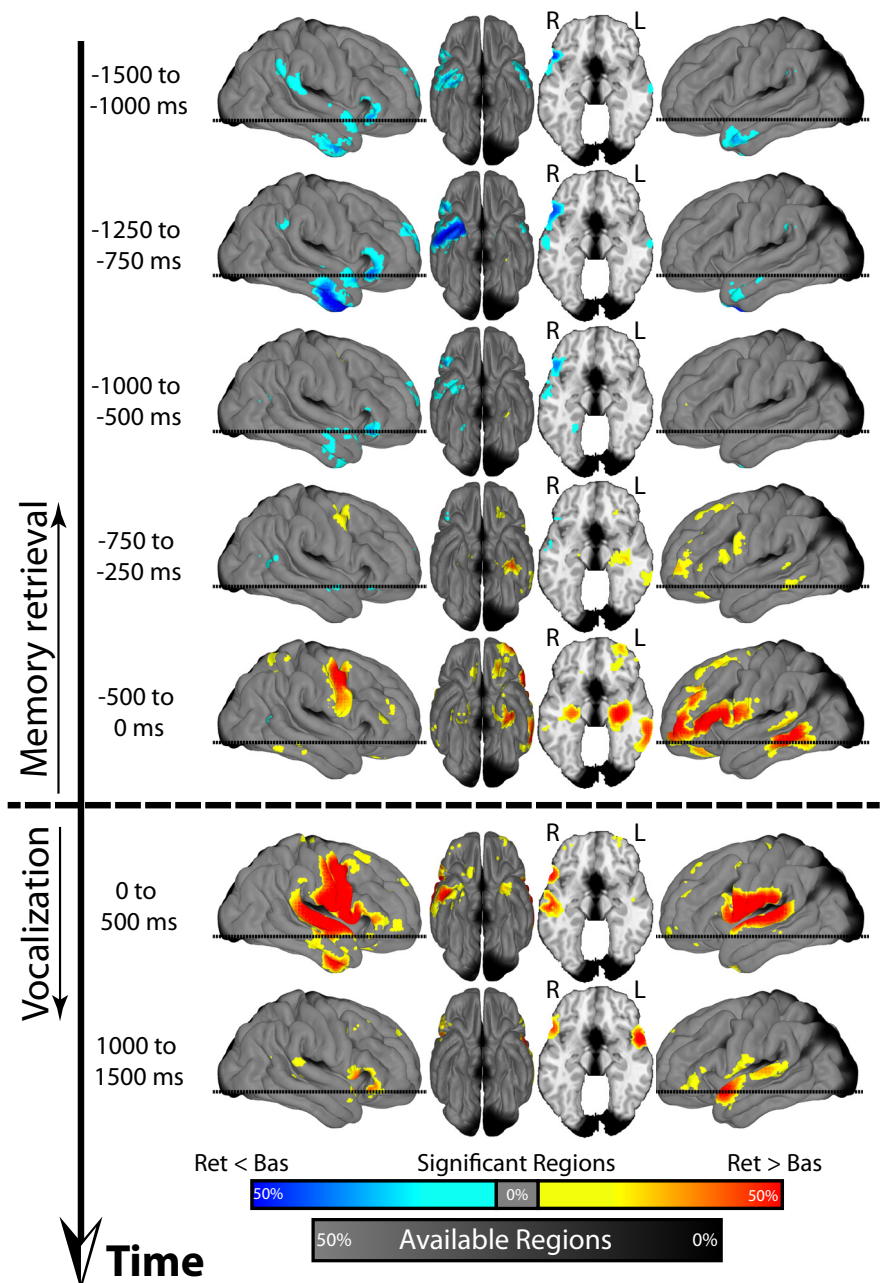 R L
-1500 to
-1000 ms
-1250 to
-750 ms
R L
-1000 to
-500 ms
R L
-750 to
-250 ms
R L
-500 to
0 ms
Memory retrieval
R L
0 to
500 ms
Vocalization
R L
1000 to
1500 ms
Ret < Bas Significant Regions Ret > Bas
50% 0% 50%
50% Available Regions 0%
Time